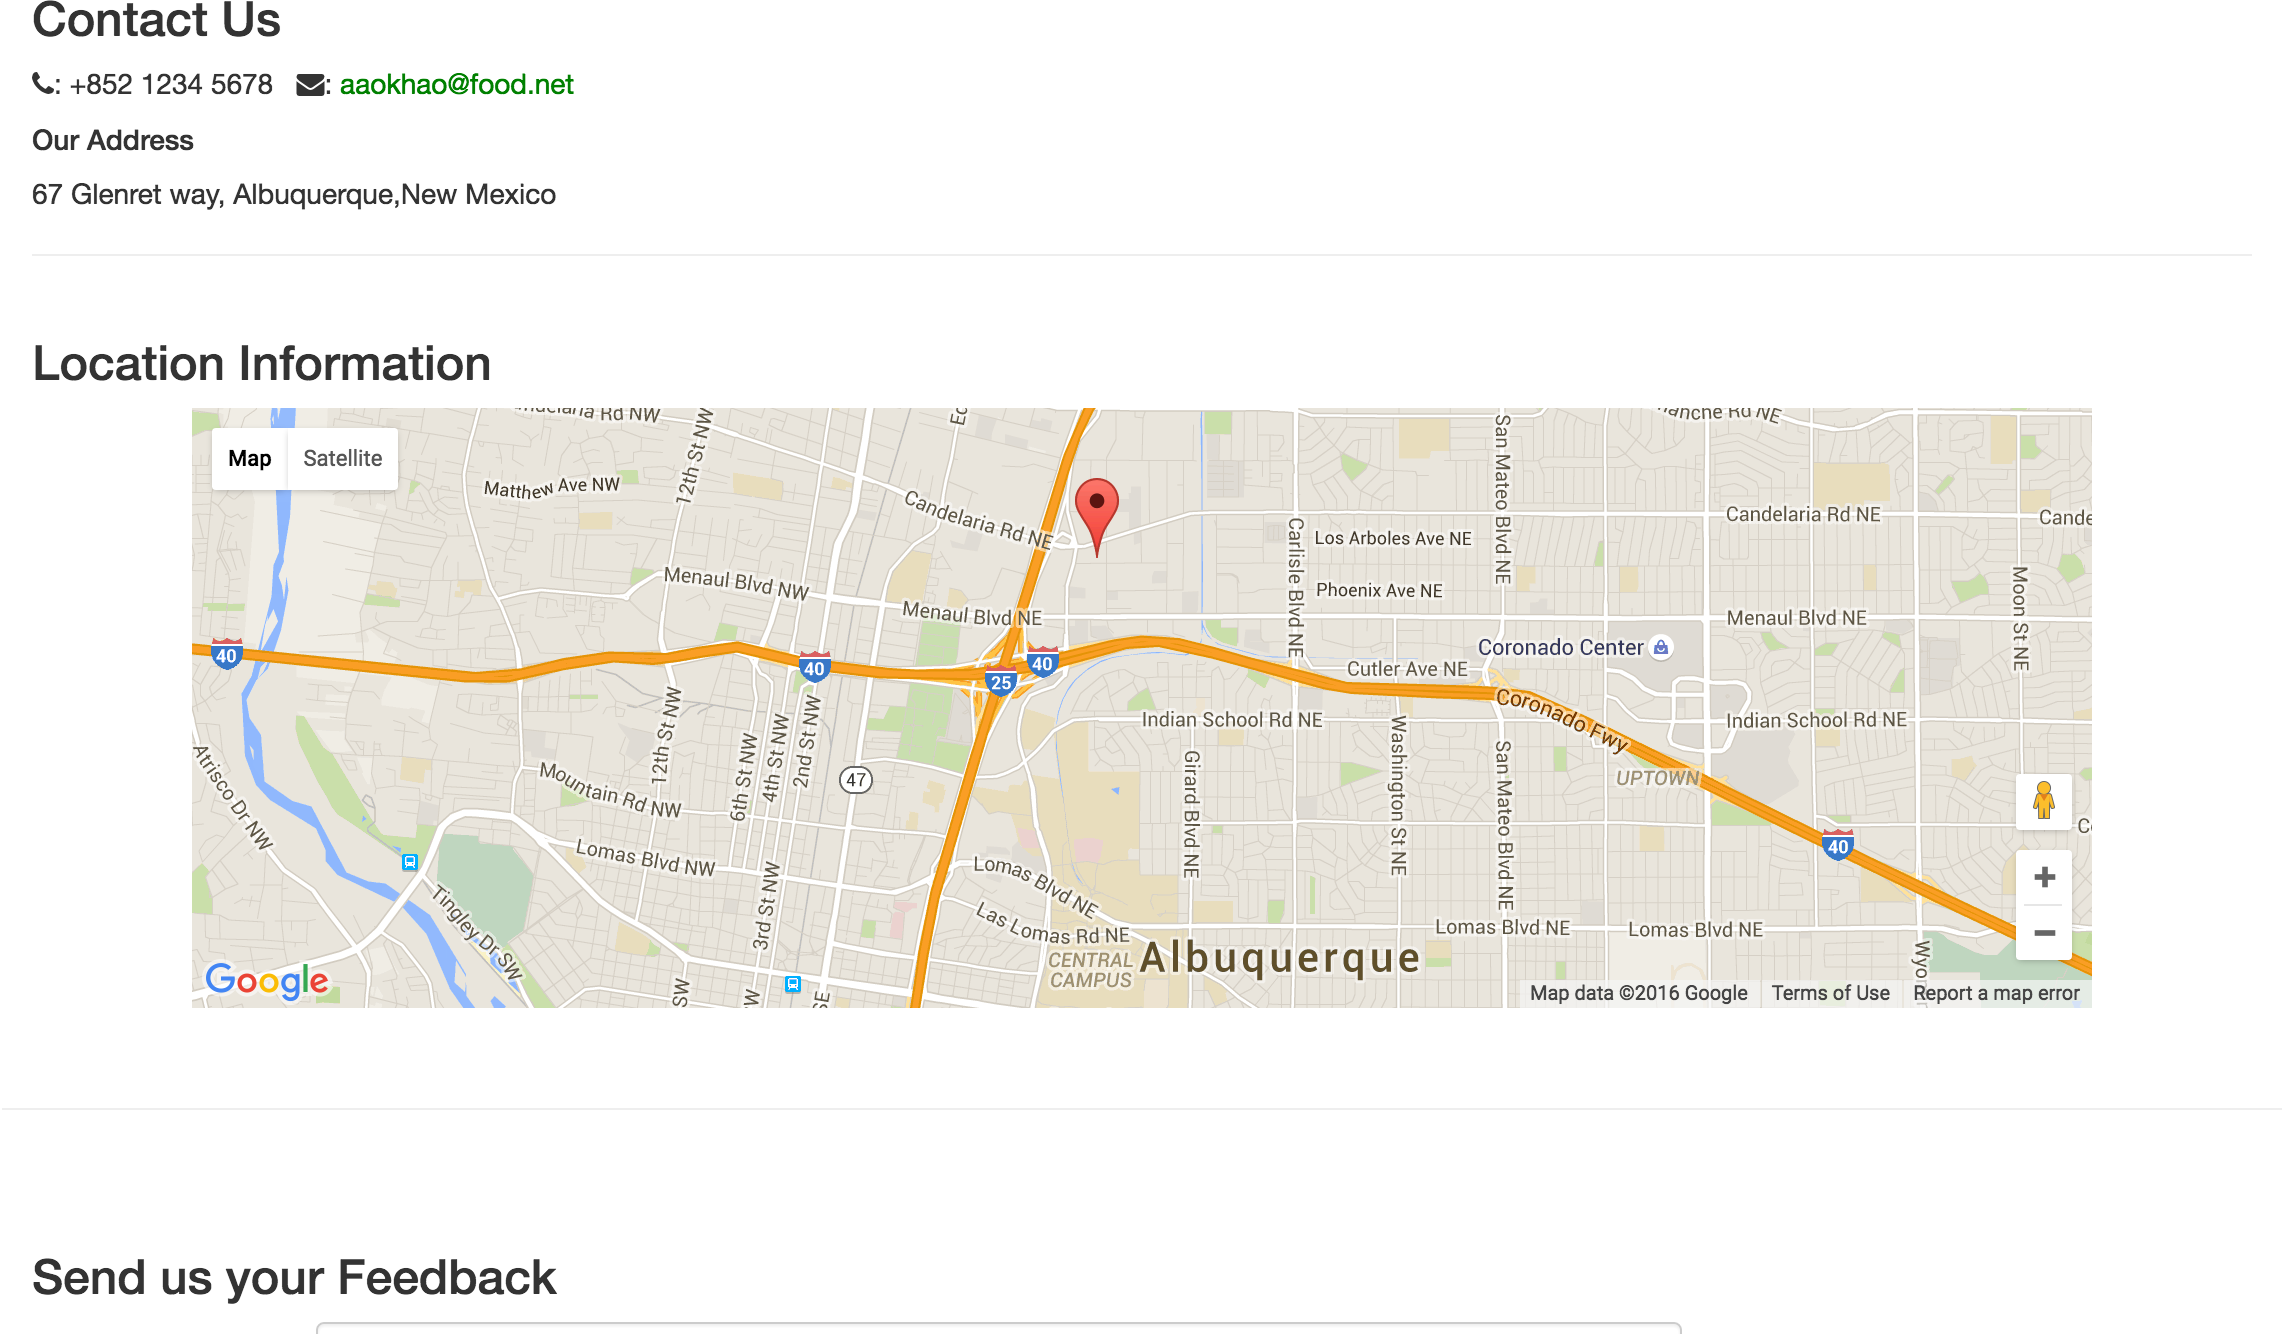 Contact Us
: +852 1234 5678 : aaokhao@food.net
Our Address
67 Glenret way, Albuquerque,New Mexico
Location Information
Map Satellite
12th St NW
San Mateo Blvd NE
Matthew Ave NW
Candelaria Rd NE
Candelaria Rd NE
Carlisle Blvd NE
Los Arboles Ave NE
Phoenix Ave NE
Moon St NE
Menaul Blvd NW
Menaul Blvd NE
Menaul Blvd NE
Coronado Center
40
40
40
25
Cutler Ave NE
Coronado Fwy
Indian School Rd NE
Indian School Rd NE
Atrisco Dr NW
12th St NW
6th St NW
4th St NW
2nd St NW
47
Mountain Rd NW
Girard Blvd NE
Washington St NE
San Mateo Blvd NE
UPTOWN
40
Lomas Blvd NW
Lomas Blvd NE
3rd St NW
Tingley Dr SW
Las Lomas Rd NE
Lomas Blvd NE
Lomas Blvd NE
CENTRAL
CAMPUS
Albuquerque
SW
SE
Google
Map data ©2016 Google Terms of Use Report a map error
Send us your Feedback